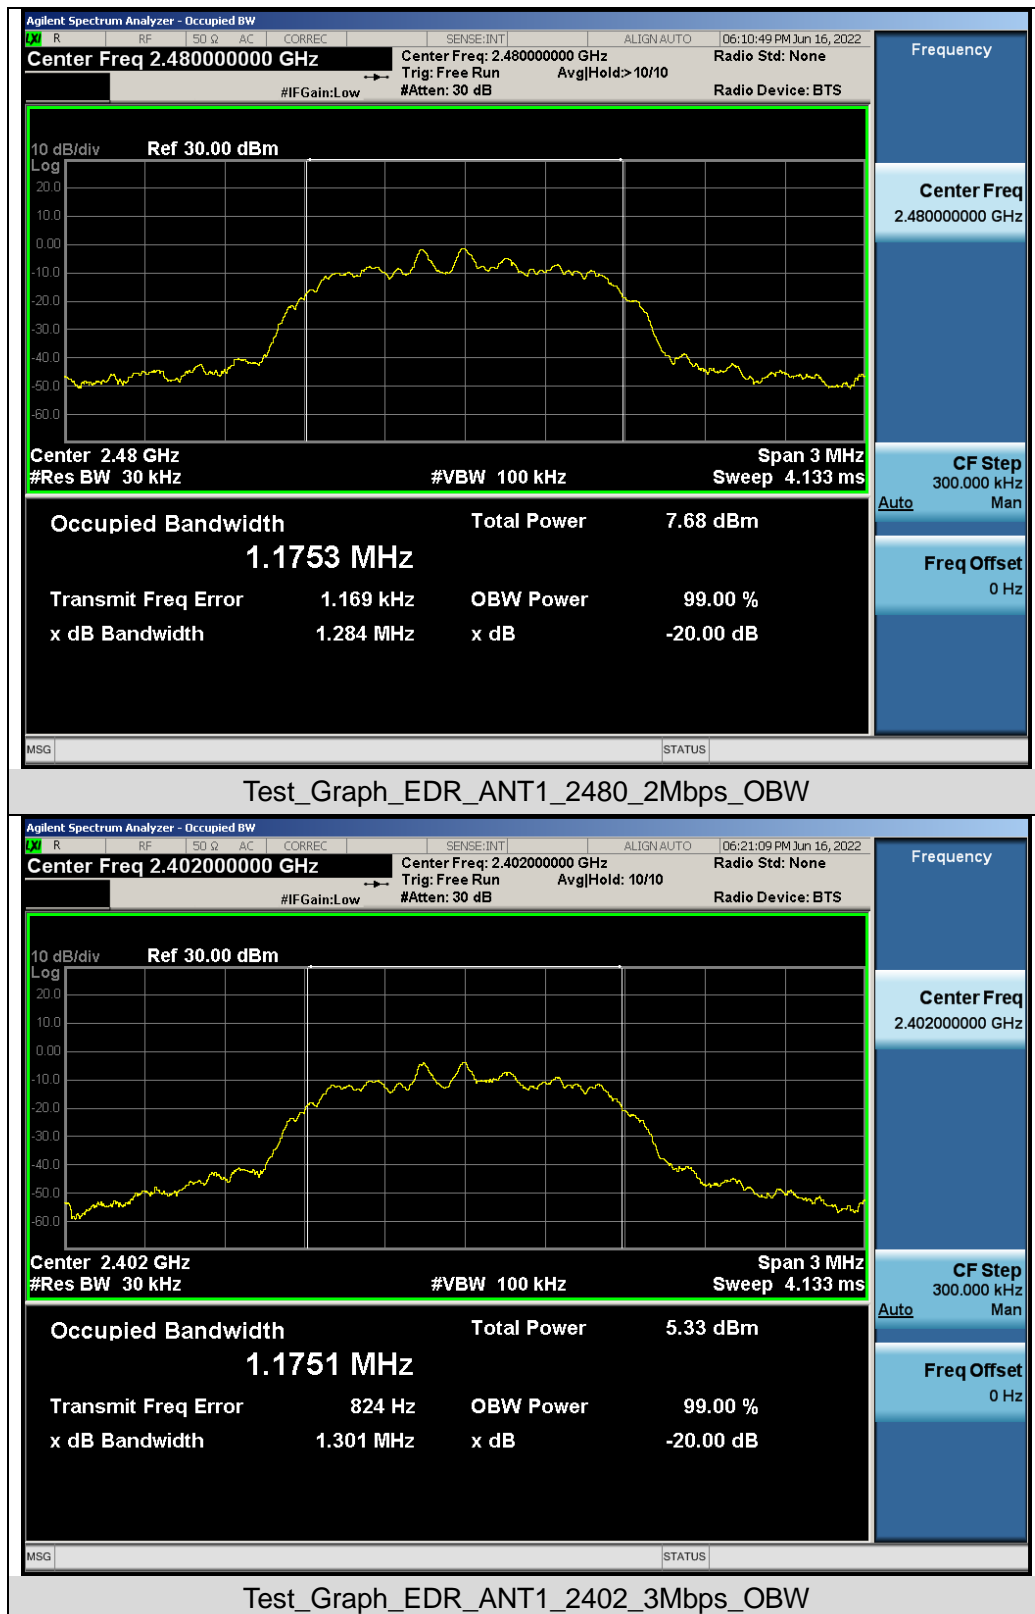 Agilent Spectrum Analyzer - Occupied BW
LXI R RF 50 Ω AC CORREC SENSE:INT ALIGN AUTO 06:10:49 PM Jun 16, 2022
Center Freq 2.480000000 GHz Center Freq: 2.480000000 GHz Radio Std: None Frequency
Trig: Free Run Avg|Hold:> 10/10
#IFGain:Low #Atten: 30 dB Radio Device: BTS
10 dB/div Ref 30.00 dBm
Log
20.0
10.0
0.00
-10.0
-20.0
-30.0
-40.0
-50.0
-60.0
Center 2.48 GHz Span 3 MHz
#Res BW 30 kHz #VBW 100 kHz Sweep 4.133 ms
Center Freq
2.480000000 GHz
CF Step
300.000 kHz
Auto Man
Freq Offset
0 Hz
Occupied Bandwidth Total Power 7.68 dBm
1.1753 MHz
Transmit Freq Error 1.169 kHz OBW Power 99.00 %
x dB Bandwidth 1.284 MHz x dB -20.00 dB
MSG STATUS
Test_Graph_EDR_ANT1_2480_2Mbps_OBW
Agilent Spectrum Analyzer - Occupied BW
LXI R RF 50 Ω AC CORREC SENSE:INT ALIGN AUTO 06:21:09 PM Jun 16, 2022
Center Freq 2.402000000 GHz Center Freq: 2.402000000 GHz Radio Std: None Frequency
Trig: Free Run Avg|Hold: 10/10
#IFGain:Low #Atten: 30 dB Radio Device: BTS
10 dB/div Ref 30.00 dBm
Log
20.0
10.0
0.00
-10.0
-20.0
-30.0
-40.0
-50.0
-60.0
Center 2.402 GHz Span 3 MHz
#Res BW 30 kHz #VBW 100 kHz Sweep 4.133 ms
Center Freq
2.402000000 GHz
CF Step
300.000 kHz
Auto Man
Freq Offset
0 Hz
Occupied Bandwidth Total Power 5.33 dBm
1.1751 MHz
Transmit Freq Error 824 Hz OBW Power 99.00 %
x dB Bandwidth 1.301 MHz x dB -20.00 dB
MSG STATUS
Test_Graph_EDR_ANT1_2402_3Mbps_OBW